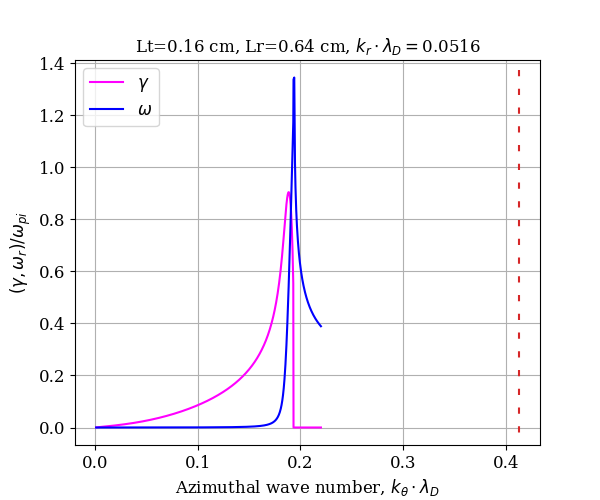 Lt=0.16 cm, Lr=0.64 cm, $k_r \cdot \lambda_D = 0.0516$
γ
ω
1.4
1.2
1.0
0.8
0.6
0.4
0.2
0.0
$(\gamma, \omega_r)/\omega_{pi}$
0.0 0.1 0.2 0.3 0.4
Azimuthal wave number, $k_\theta \cdot \lambda_D$